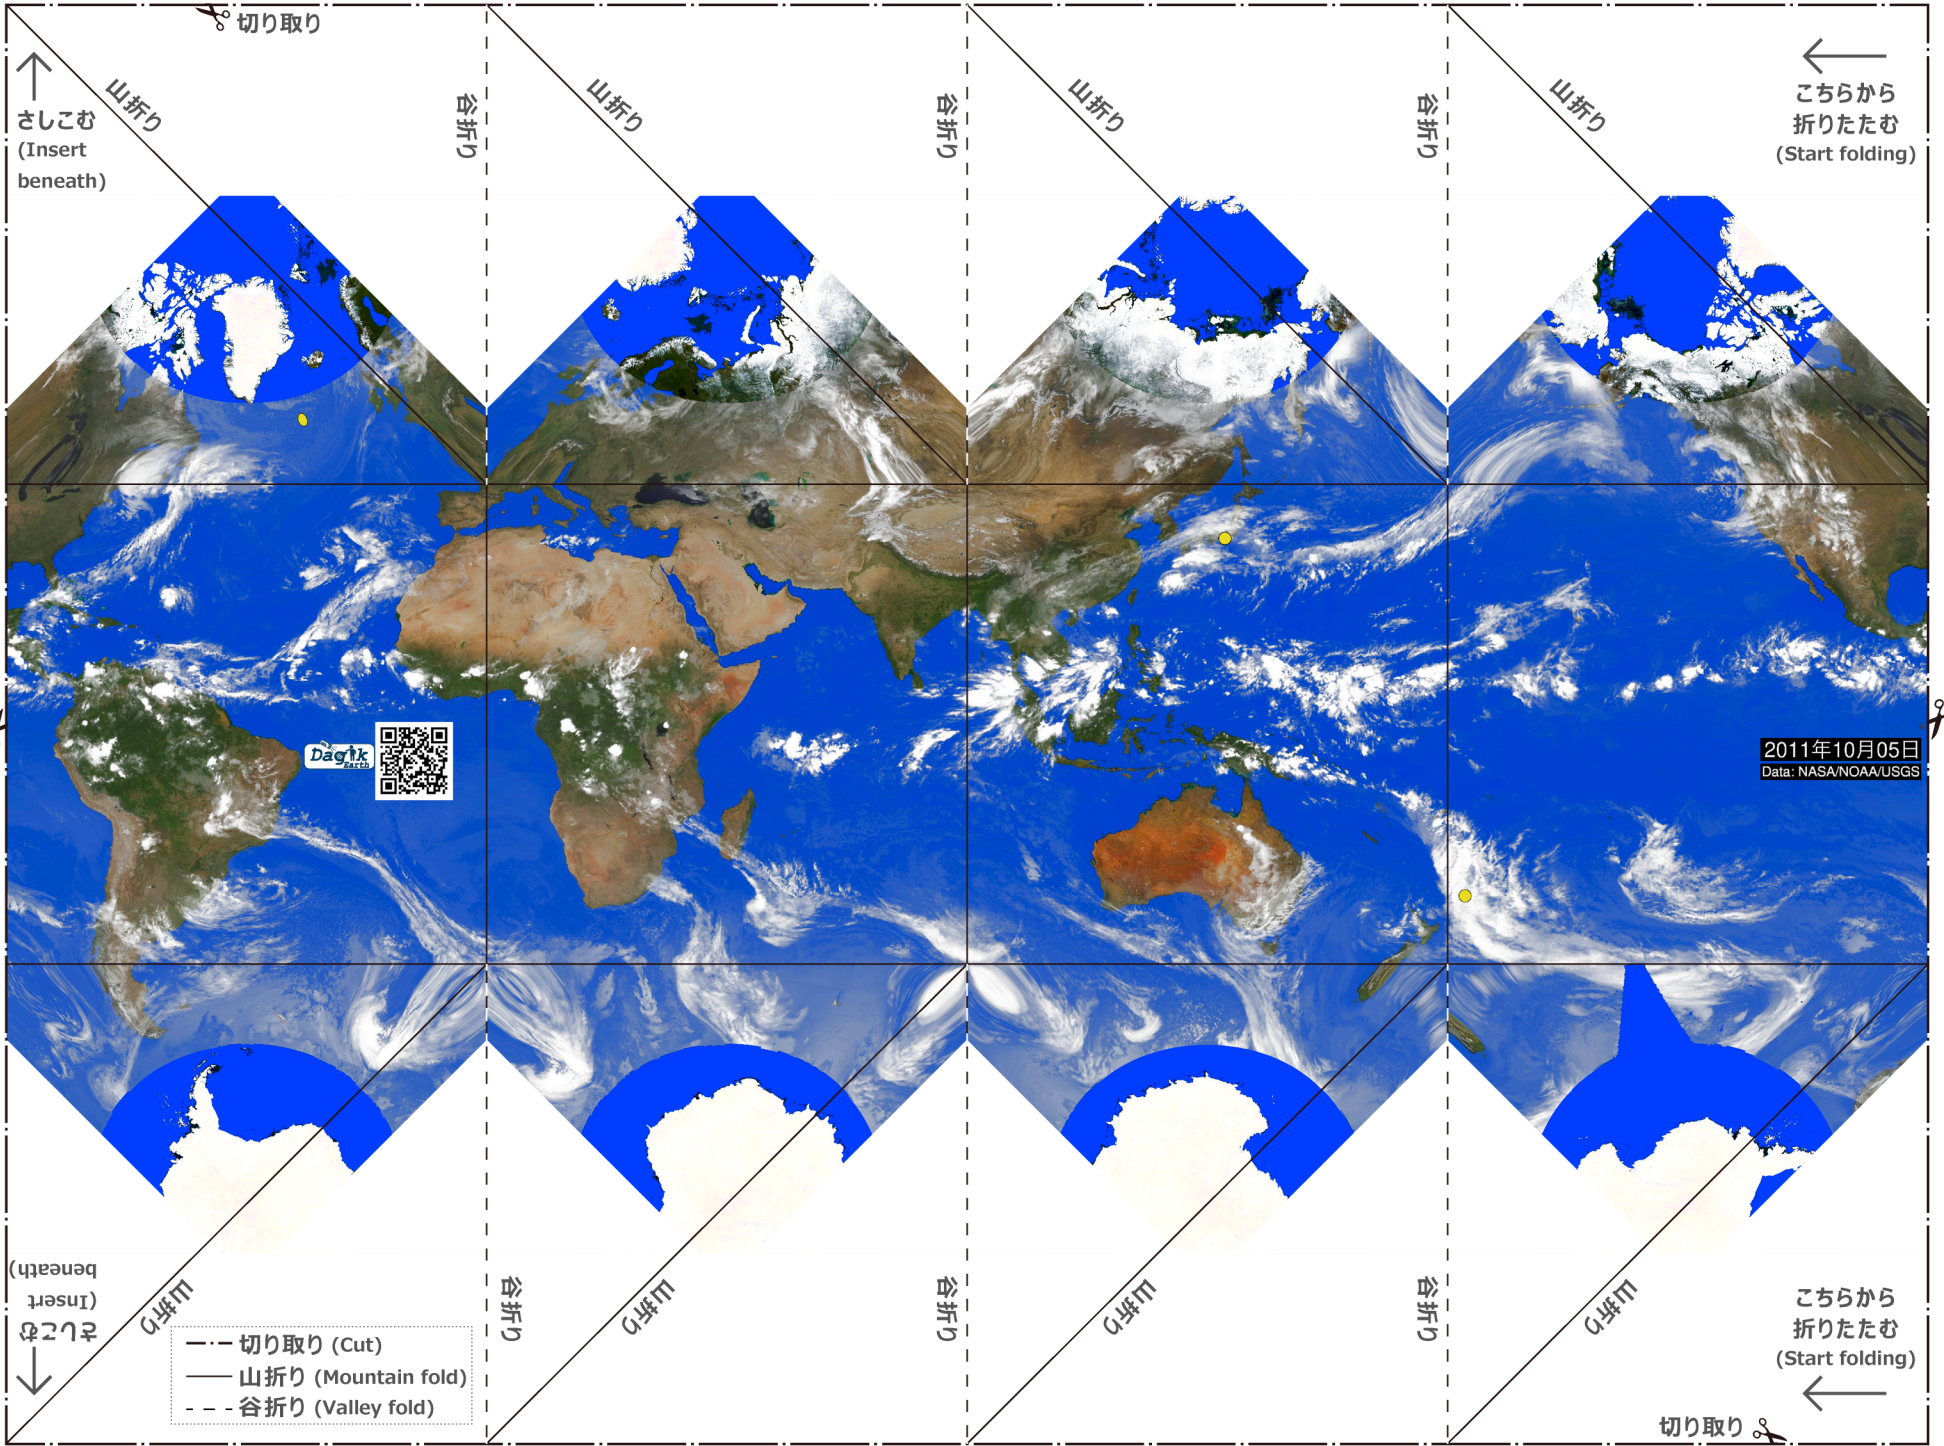 切り取り
山折り
谷折り
山折り
谷折り
山折り
谷折り
山折り
さしこむ
(Insert
beneath)
こちらから
折りたたむ
(Start folding)
Dagik
Earth
2011年10月05日
Data: NASA/NOAA/USGS
さしこむ
(Insert
beneath)
山折り
谷折り
山折り
谷折り
山折り
谷折り
山折り
こちらから
折りたたむ
(Start folding)
切り取り (Cut)
山折り (Mountain fold)
谷折り (Valley fold)
切り取り